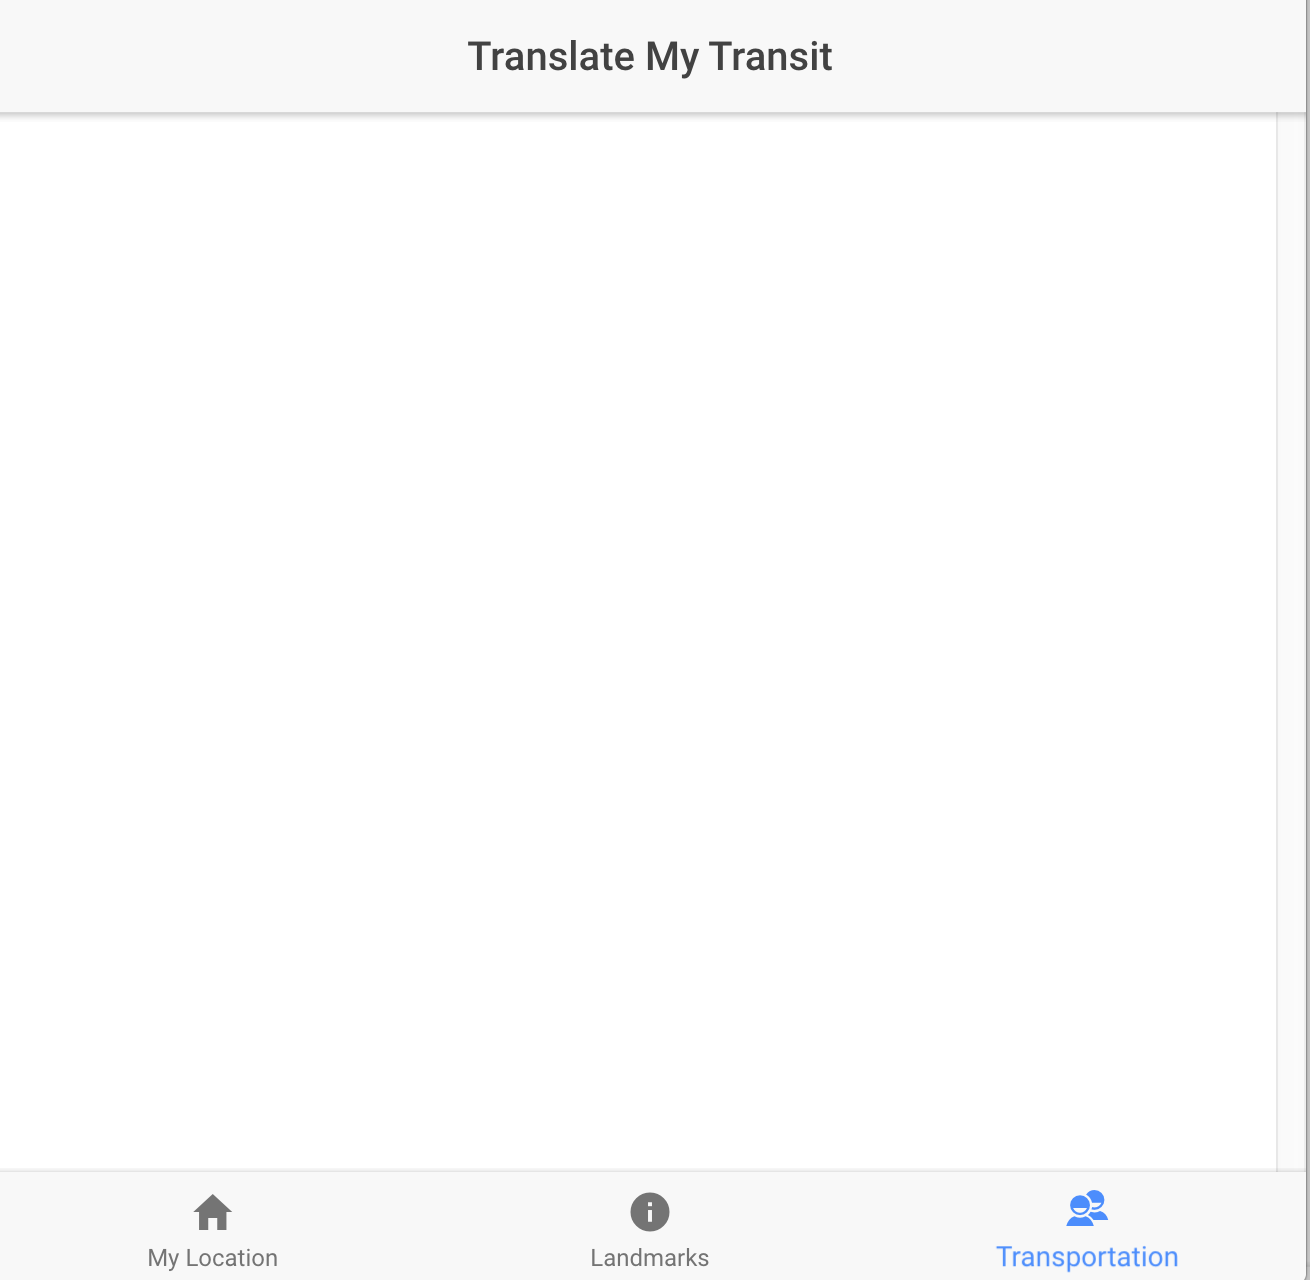 Translate My Transit
My Location
Landmarks
Transportation